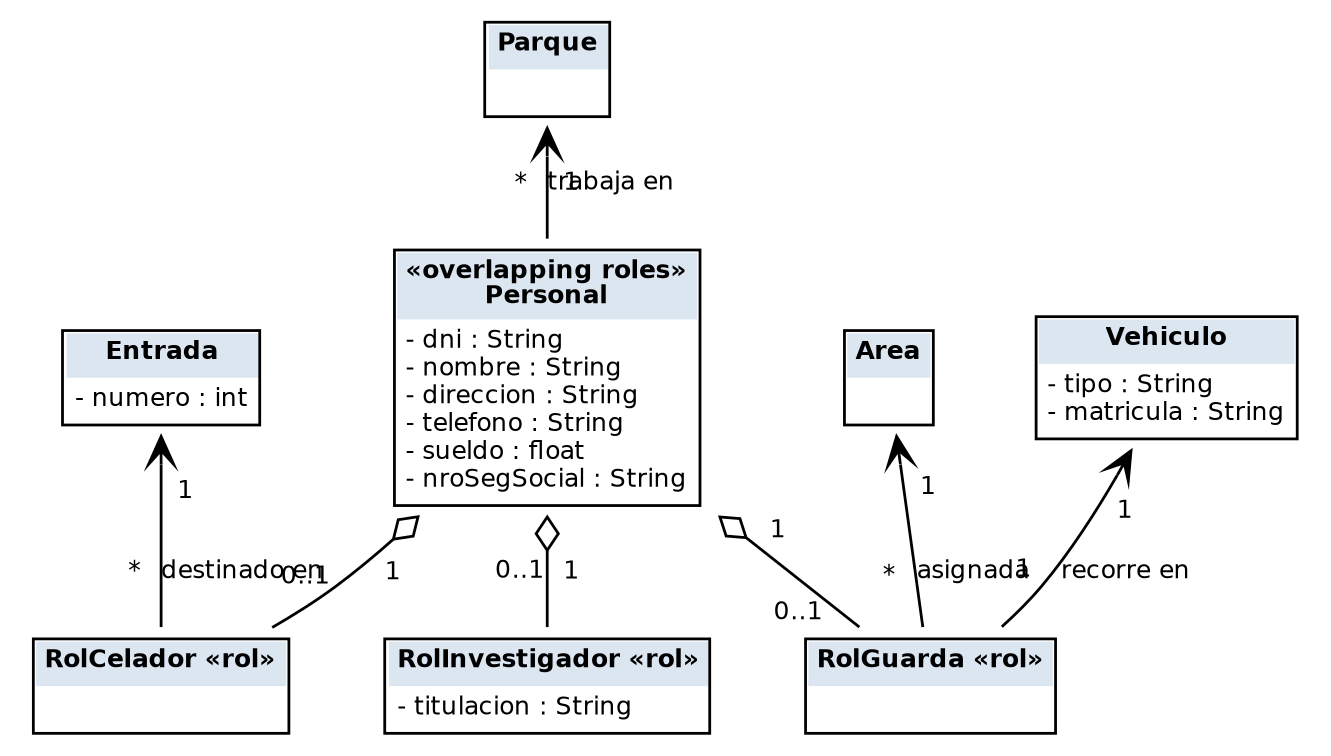 Parque
* trabaja en
1
«overlapping roles»
Personal
- dni : String
- nombre : String
- direccion : String
- telefono : String
- sueldo : float
- nroSegSocial : String
Entrada
- numero : int
Area
Vehiculo
- tipo : String
- matricula : String
1
1
1
1
* destinado en
0..1
1
0..1
1
* asignada
1
recorre en
0..1
RolCelador «rol»
RolInvestigador «rol»
- titulacion : String
RolGuarda «rol»